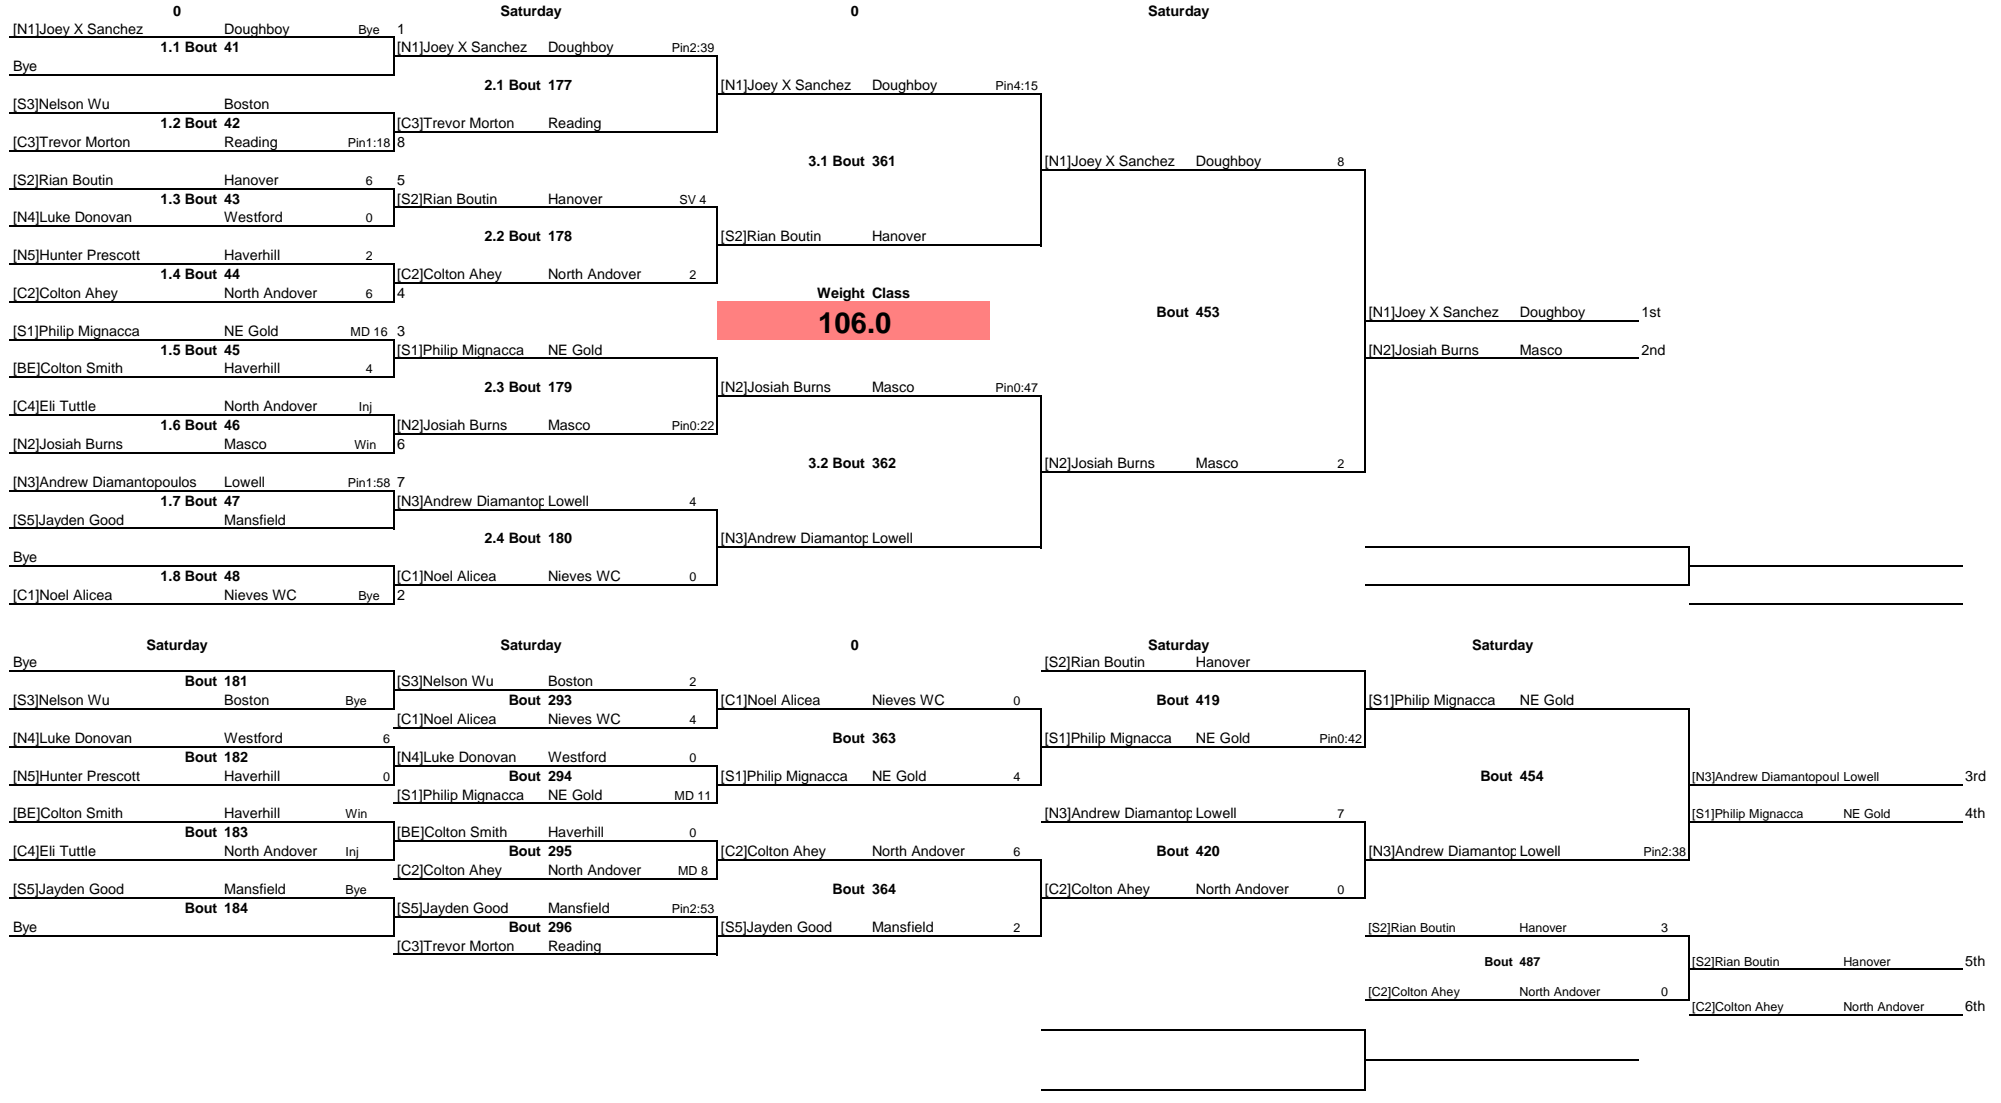 0 Saturday 0 Saturday
[N1]Joey X Sanchez Doughboy Bye 1
1.1 Bout 41 [N1]Joey X Sanchez Doughboy Pin2:39
Bye
2.1 Bout 177 [N1]Joey X Sanchez Doughboy Pin4:15
[S3]Nelson Wu Boston
1.2 Bout 42 [C3]Trevor Morton Reading
[C3]Trevor Morton Reading Pin1:18 8
3.1 Bout 361 [N1]Joey X Sanchez Doughboy 8
[S2]Rian Boutin Hanover 6 5
1.3 Bout 43 [S2]Rian Boutin Hanover SV 4
[N4]Luke Donovan Westford 0
2.2 Bout 178 [S2]Rian Boutin Hanover
[N5]Hunter Prescott Haverhill 2
1.4 Bout 44 [C2]Colton Ahey North Andover 2
[C2]Colton Ahey North Andover 6 4 Weight Class
106.0 Bout 453 [N1]Joey X Sanchez Doughboy 1st
[S1]Philip Mignacca NE Gold MD 16 3
1.5 Bout 45 [S1]Philip Mignacca NE Gold [N2]Josiah Burns Masco 2nd
[BE]Colton Smith Haverhill 4
2.3 Bout 179 [N2]Josiah Burns Masco Pin0:47
[C4]Eli Tuttle North Andover Inj
1.6 Bout 46 [N2]Josiah Burns Masco Pin0:22
[N2]Josiah Burns Masco Win 6
3.2 Bout 362 [N2]Josiah Burns Masco 2
[N3]Andrew Diamantopoulos Lowell Pin1:58 7
1.7 Bout 47 [N3]Andrew Diamantop Lowell 4
[S5]Jayden Good Mansfield
2.4 Bout 180 [N3]Andrew Diamantop Lowell
Bye
1.8 Bout 48 [C1]Noel Alicea Nieves WC 0
[C1]Noel Alicea Nieves WC Bye 2
Saturday Saturday 0 Saturday Saturday
Bye [S2]Rian Boutin Hanover
Bout 181 [S3]Nelson Wu Boston 2
[S3]Nelson Wu Boston Bye Bout 293 [C1]Noel Alicea Nieves WC 0 Bout 419 [S1]Philip Mignacca NE Gold
[C1]Noel Alicea Nieves WC 4
[N4]Luke Donovan Westford 6 Bout 363 [S1]Philip Mignacca NE Gold Pin0:42
Bout 182 [N4]Luke Donovan Westford 0
[N5]Hunter Prescott Haverhill 0 Bout 294 [S1]Philip Mignacca NE Gold 4 Bout 454 [N3]Andrew Diamantopoul Lowell 3rd
[S1]Philip Mignacca NE Gold MD 11
[BE]Colton Smith Haverhill Win [N3]Andrew Diamantop Lowell 7 [S1]Philip Mignacca NE Gold 4th
Bout 183 [BE]Colton Smith Haverhill 0
[C4]Eli Tuttle North Andover Inj Bout 295 [C2]Colton Ahey North Andover 6 Bout 420 [N3]Andrew Diamantop Lowell Pin2:38
[C2]Colton Ahey North Andover MD 8
[S5]Jayden Good Mansfield Bye Bout 364 [C2]Colton Ahey North Andover 0
Bout 184 [S5]Jayden Good Mansfield Pin2:53
Bye Bout 296 [S5]Jayden Good Mansfield 2 [S2]Rian Boutin Hanover 3
[C3]Trevor Morton Reading
Bout 487 [S2]Rian Boutin Hanover 5th
[C2]Colton Ahey North Andover 0
[C2]Colton Ahey North Andover 6th